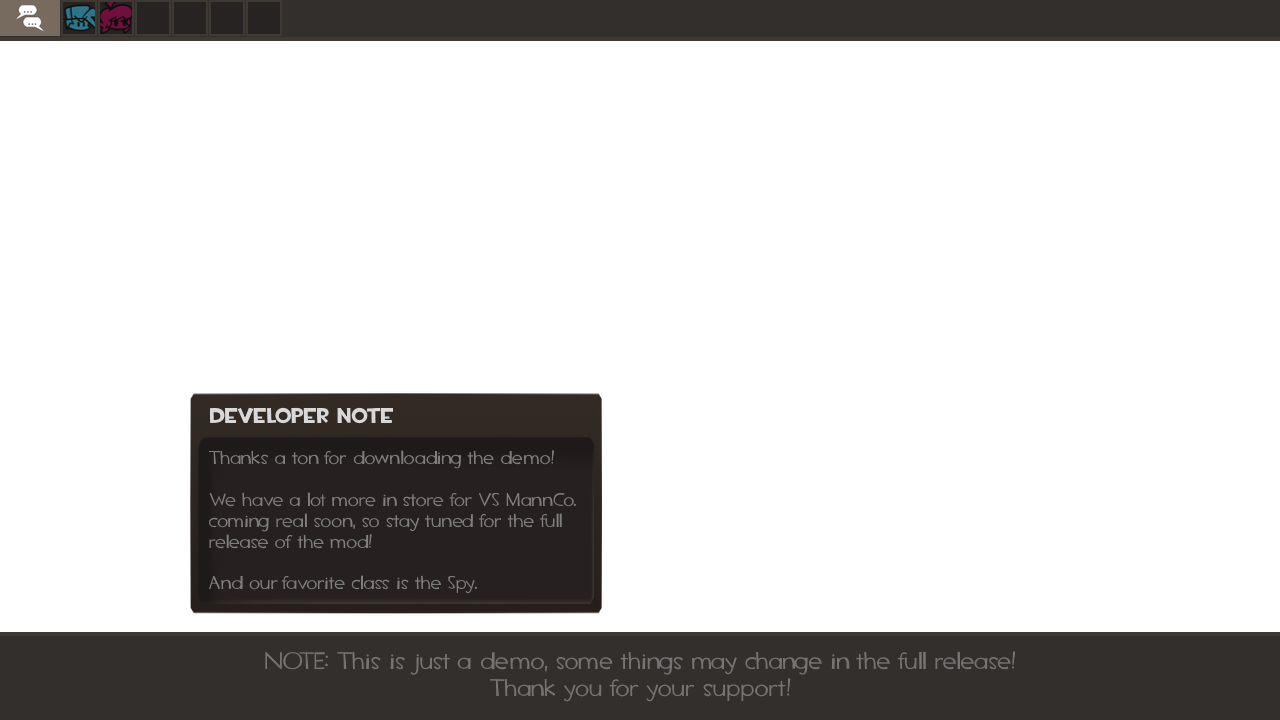 DEVELOPER NOTE
Thanks a ton for downloading the demo!
We have a lot more in store for VS MannCo.
coming real soon, so stay tuned for the full
release of the mod!
And our favorite class is the Spy.
NOTE: This is just a demo, some things may change in the full release!
Thank you for your support!